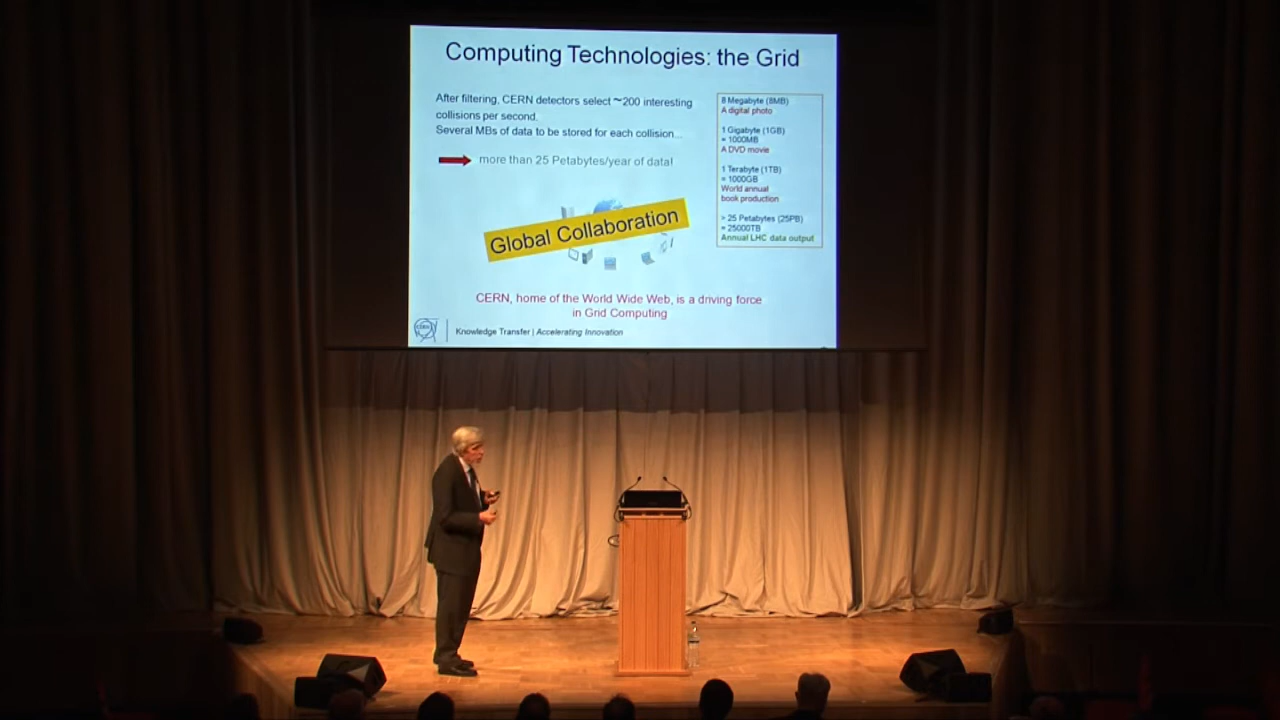 Computing Technologies: the Grid
After filtering, CERN detectors select ~200 interesting
collisions per second.
Several MBs of data to be stored for each collision...
more than 25 Petabytes/year of data!
Global Collaboration
CERN, home of the World Wide Web, is a driving force
in Grid Computing
8 Megabyte (8MB)
A digital photo
1 Gigabyte (1GB)
= 1000MB
A DVD movie
1 Terabyte (1TB)
= 1000GB
World annual
book production
> 25 Petabytes (25PB)
= 25000TB
Annual LHC data output
CERN
Knowledge Transfer | Accelerating Innovation